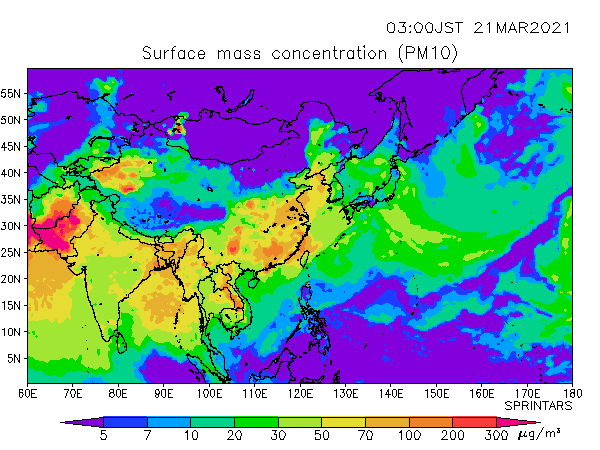 03:00JST 21MAR2021
Surface mass concentration (PM10)
55N
50N
45N
40N
35N
30N
25N
20N
15N
10N
5N
60E 70E 80E 90E 100E 110E 120E 130E 140E 150E 160E 170E 180
SPRINTARS
5 7 10 20 30 50 70 100 200 300 μg/m³